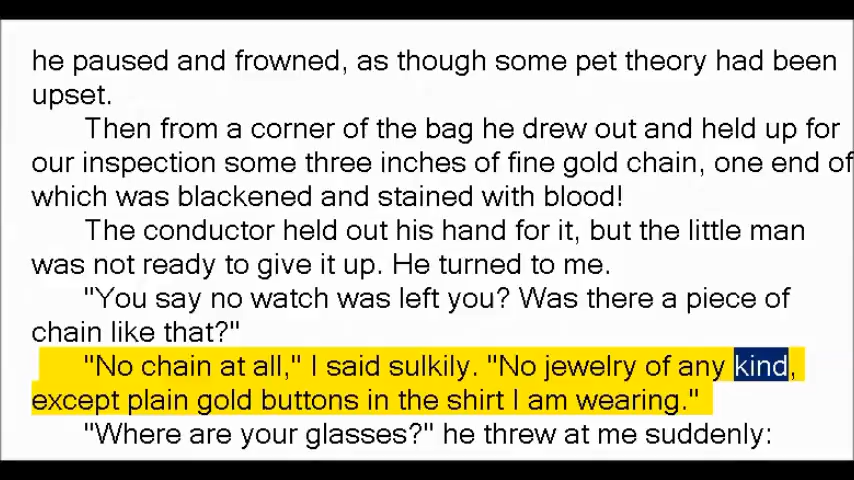 he paused and frowned, as though some pet theory had been
upset.
Then from a corner of the bag he drew out and held up for
our inspection some three inches of fine gold chain, one end of
which was blackened and stained with blood!
The conductor held out his hand for it, but the little man
was not ready to give it up. He turned to me.
"You say no watch was left you? Was there a piece of
chain like that?"
"No chain at all," I said sulkily. "No jewelry of any kind,
except plain gold buttons in the shirt I am wearing."
"Where are your glasses?" he threw at me suddenly: